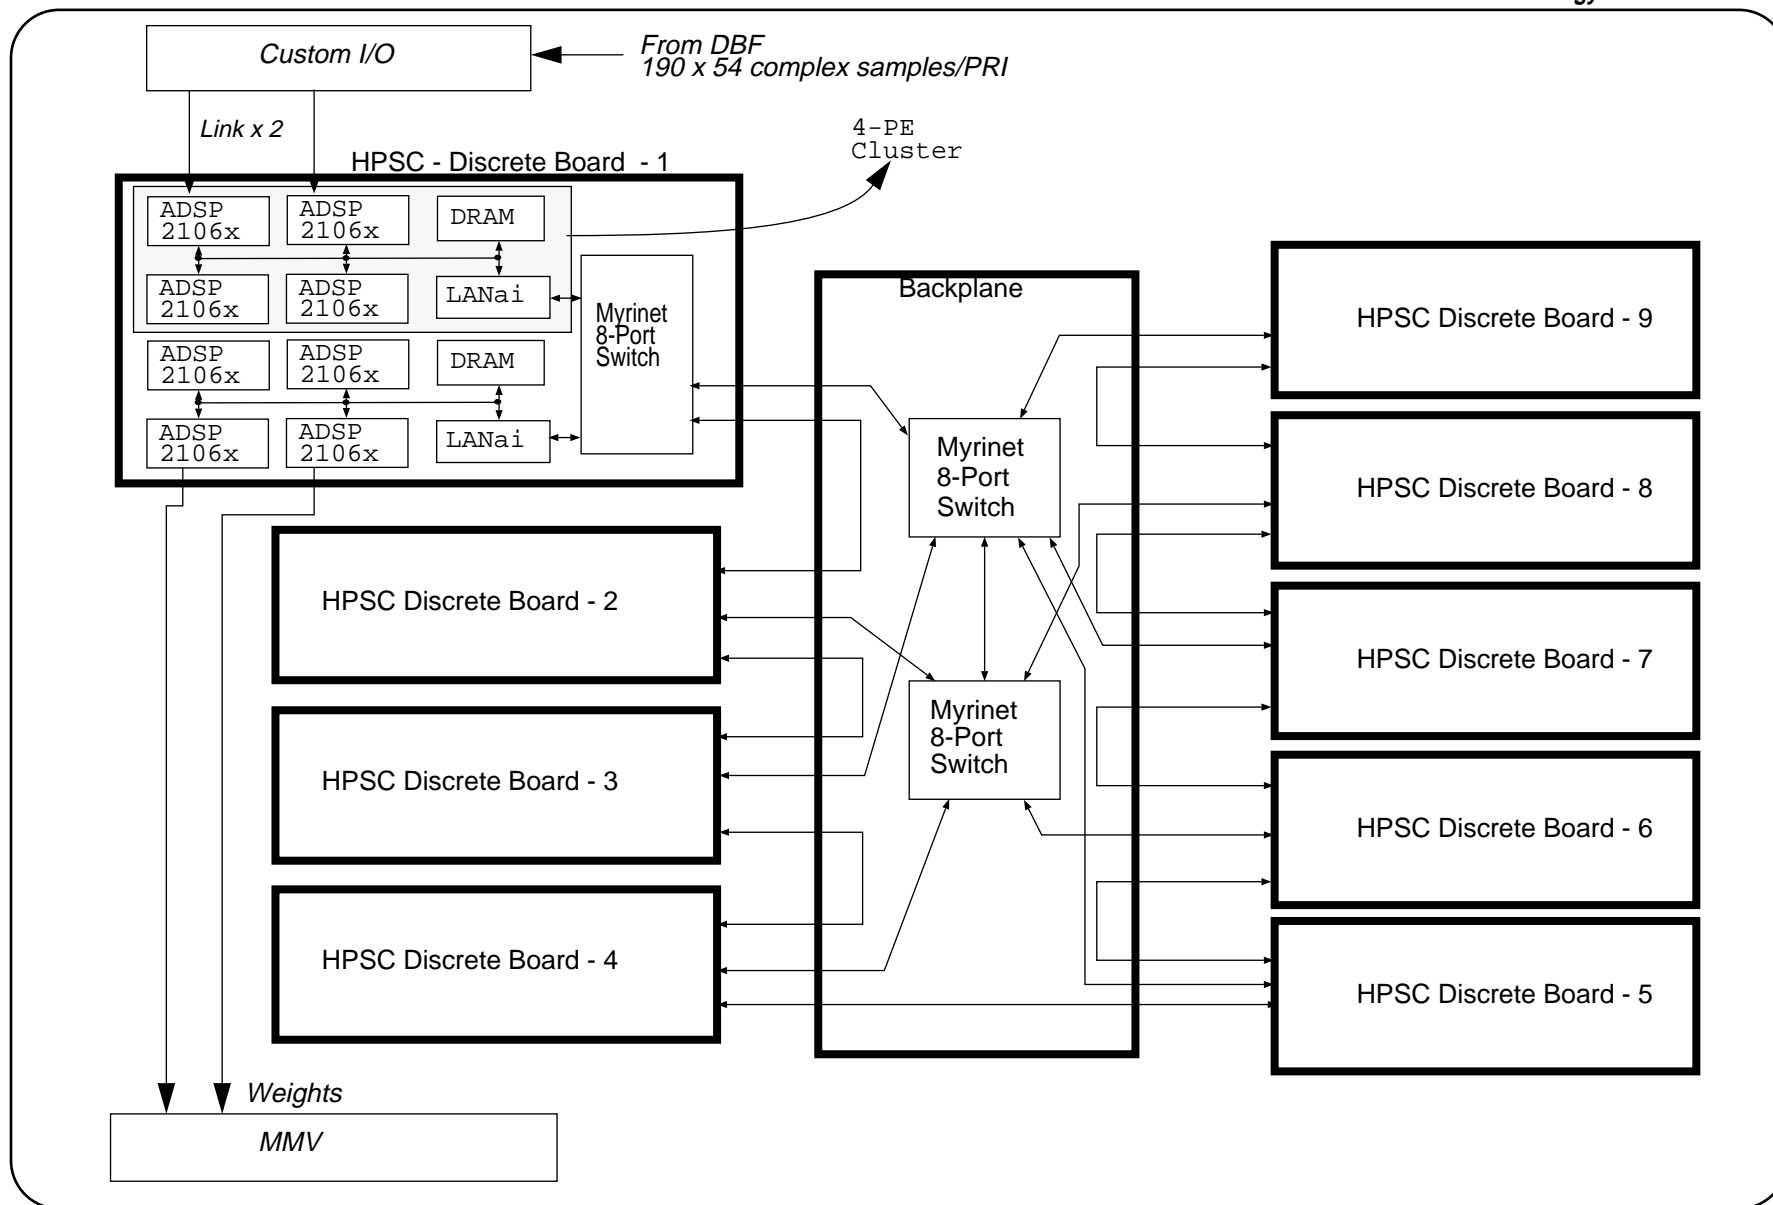 Custom I/O
From DBF
190 x 54 complex samples/PRI
Link x 2
4-PE
Cluster
HPSC - Discrete Board - 1
ADSP
2106x
ADSP
2106x
DRAM
ADSP
2106x
ADSP
2106x
LANai
Myrinet
8-Port
Switch
ADSP
2106x
ADSP
2106x
DRAM
ADSP
2106x
ADSP
2106x
LANai
Backplane
Myrinet
8-Port
Switch
Myrinet
8-Port
Switch
HPSC Discrete Board - 9
HPSC Discrete Board - 8
HPSC Discrete Board - 7
HPSC Discrete Board - 6
HPSC Discrete Board - 5
HPSC Discrete Board - 2
HPSC Discrete Board - 3
HPSC Discrete Board - 4
Weights
MMV